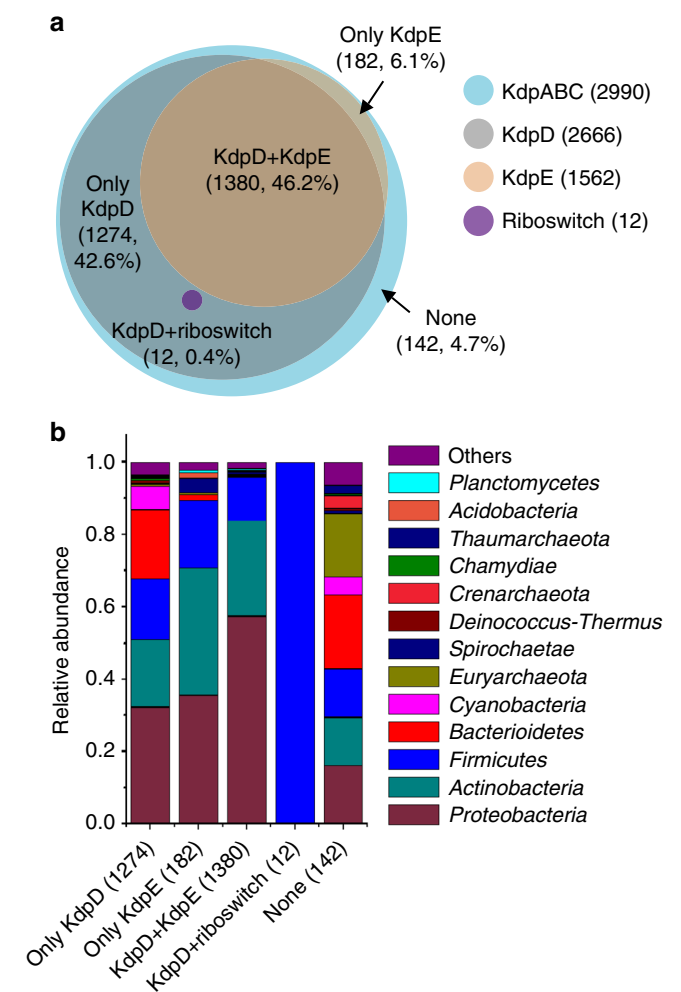 a
Only KdpE
(182, 6.1%)
KdpABC (2990)
KdpD (2666)
KdpE (1562)
Riboswitch (12)
KdpD+KdpE
(1380, 46.2%)
Only
KdpD
(1274,
42.6%)
KdpD+riboswitch
(12, 0.4%)
None
(142, 4.7%)
b
Relative abundance
1.0
0.8
0.6
0.4
0.2
0.0
Only KdpD (1274)
Only KdpE (182)
KdpD+KdpE (1380)
KdpD+riboswitch (12)
None (142)
Others
Planctomycetes
Acidobacteria
Thaumarchaeota
Chamydiae
Crenarchaeota
Deinococcus-Thermus
Spirochaetae
Euryarchaeota
Cyanobacteria
Bacterioidetes
Firmicutes
Actinobacteria
Proteobacteria